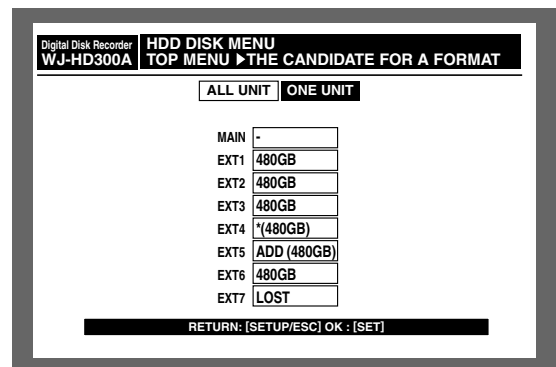 Digital Disk Recorder
WJ-HD300A
HDD DISK MENU
TOP MENU ▶THE CANDIDATE FOR A FORMAT
ALL UNIT ONE UNIT
MAIN -
EXT1 480GB
EXT2 480GB
EXT3 480GB
EXT4 *(480GB)
EXT5 ADD (480GB)
EXT6 480GB
EXT7 LOST
RETURN: [SETUP/ESC] OK : [SET]